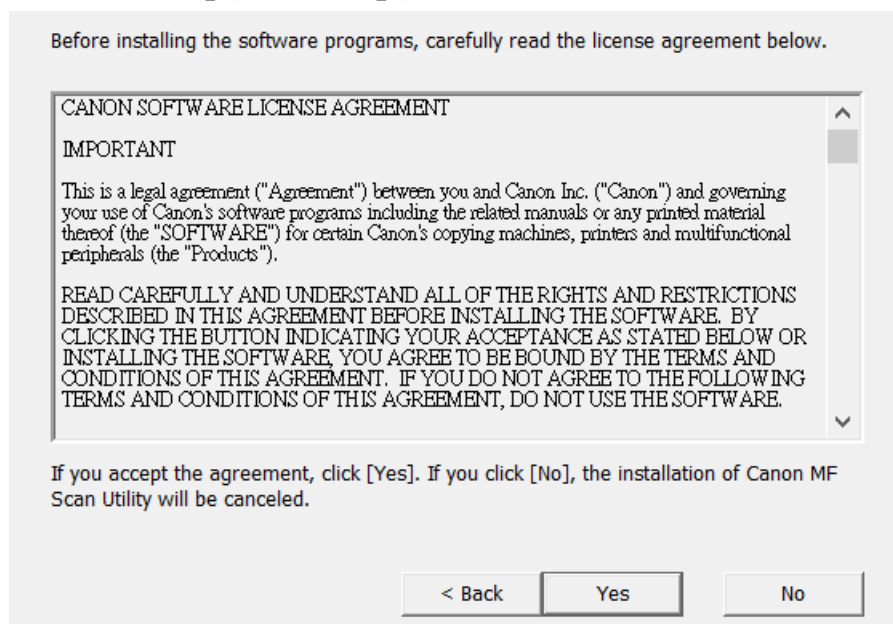 Before installing the software programs, carefully read the license agreement below.
CANON SOFTWARE LICENSE AGREEMENT
IMPORTANT
This is a legal agreement ("Agreement") between you and Canon Inc. ("Canon") and governing
your use of Canon's software programs including the related manuals or any printed material
thereof (the "SOFTWARE") for certain Canon's copying machines, printers and multifunctional
peripherals (the "Products").
READ CAREFULLY AND UNDERSTAND ALL OF THE RIGHTS AND RESTRICTIONS
DESCRIBED IN THIS AGREEMENT BEFORE INSTALLING THE SOFTWARE. BY
CLICKING THE BUTTON INDICATING YOUR ACCEPTANCE AS STATED BELOW OR
INSTALLING THE SOFTWARE, YOU AGREE TO BE BOUND BY THE TERMS AND
CONDITIONS OF THIS AGREEMENT. IF YOU DO NOT AGREE TO THE FOLLOWING
TERMS AND CONDITIONS OF THIS AGREEMENT, DO NOT USE THE SOFTWARE.
If you accept the agreement, click [Yes]. If you click [No], the installation of Canon MF
Scan Utility will be canceled.
< Back Yes No